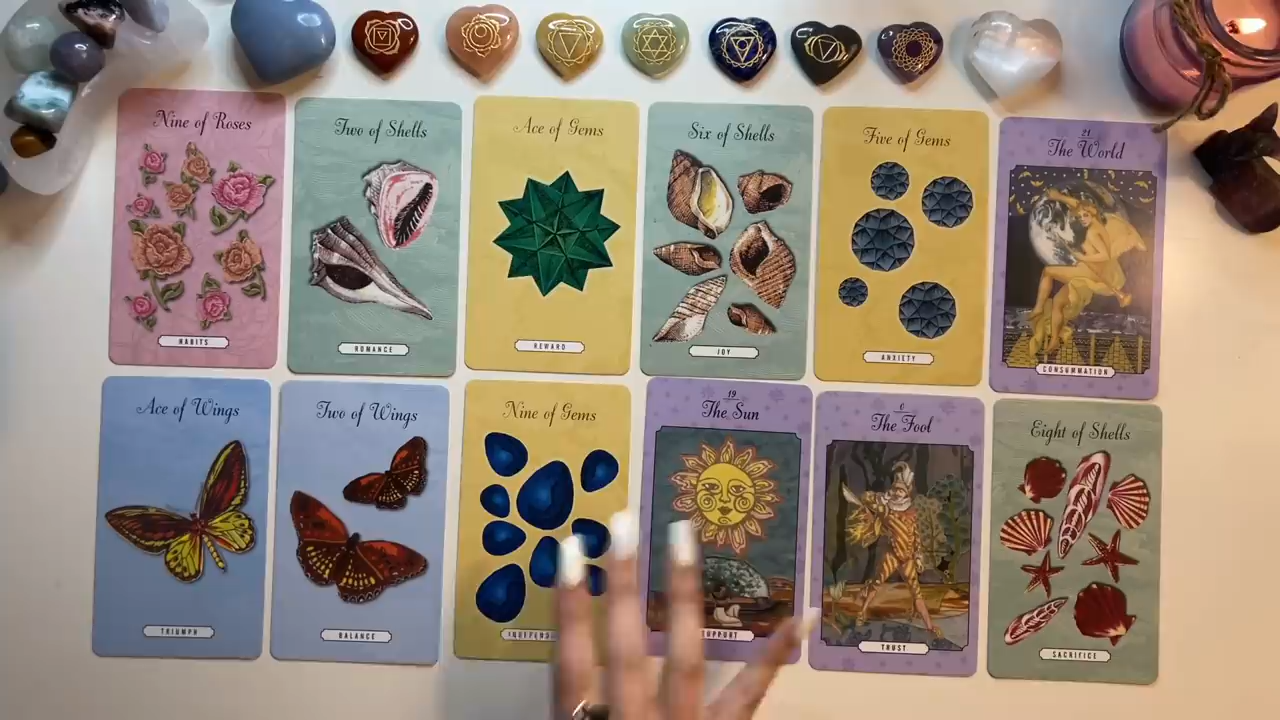 Nine of Roses
HABITS
Two of Shells
ROMANCE
Ace of Gems
REWARD
Six of Shells
JOY
Five of Gems
ANXIETY
21
The World
CONSUMMATION
Ace of Wings
TRIUMPH
Two of Wings
BALANCE
Nine of Gems
19
The Sun
0
The Fool
TRUST
Eight of Shells
SACRIFICE